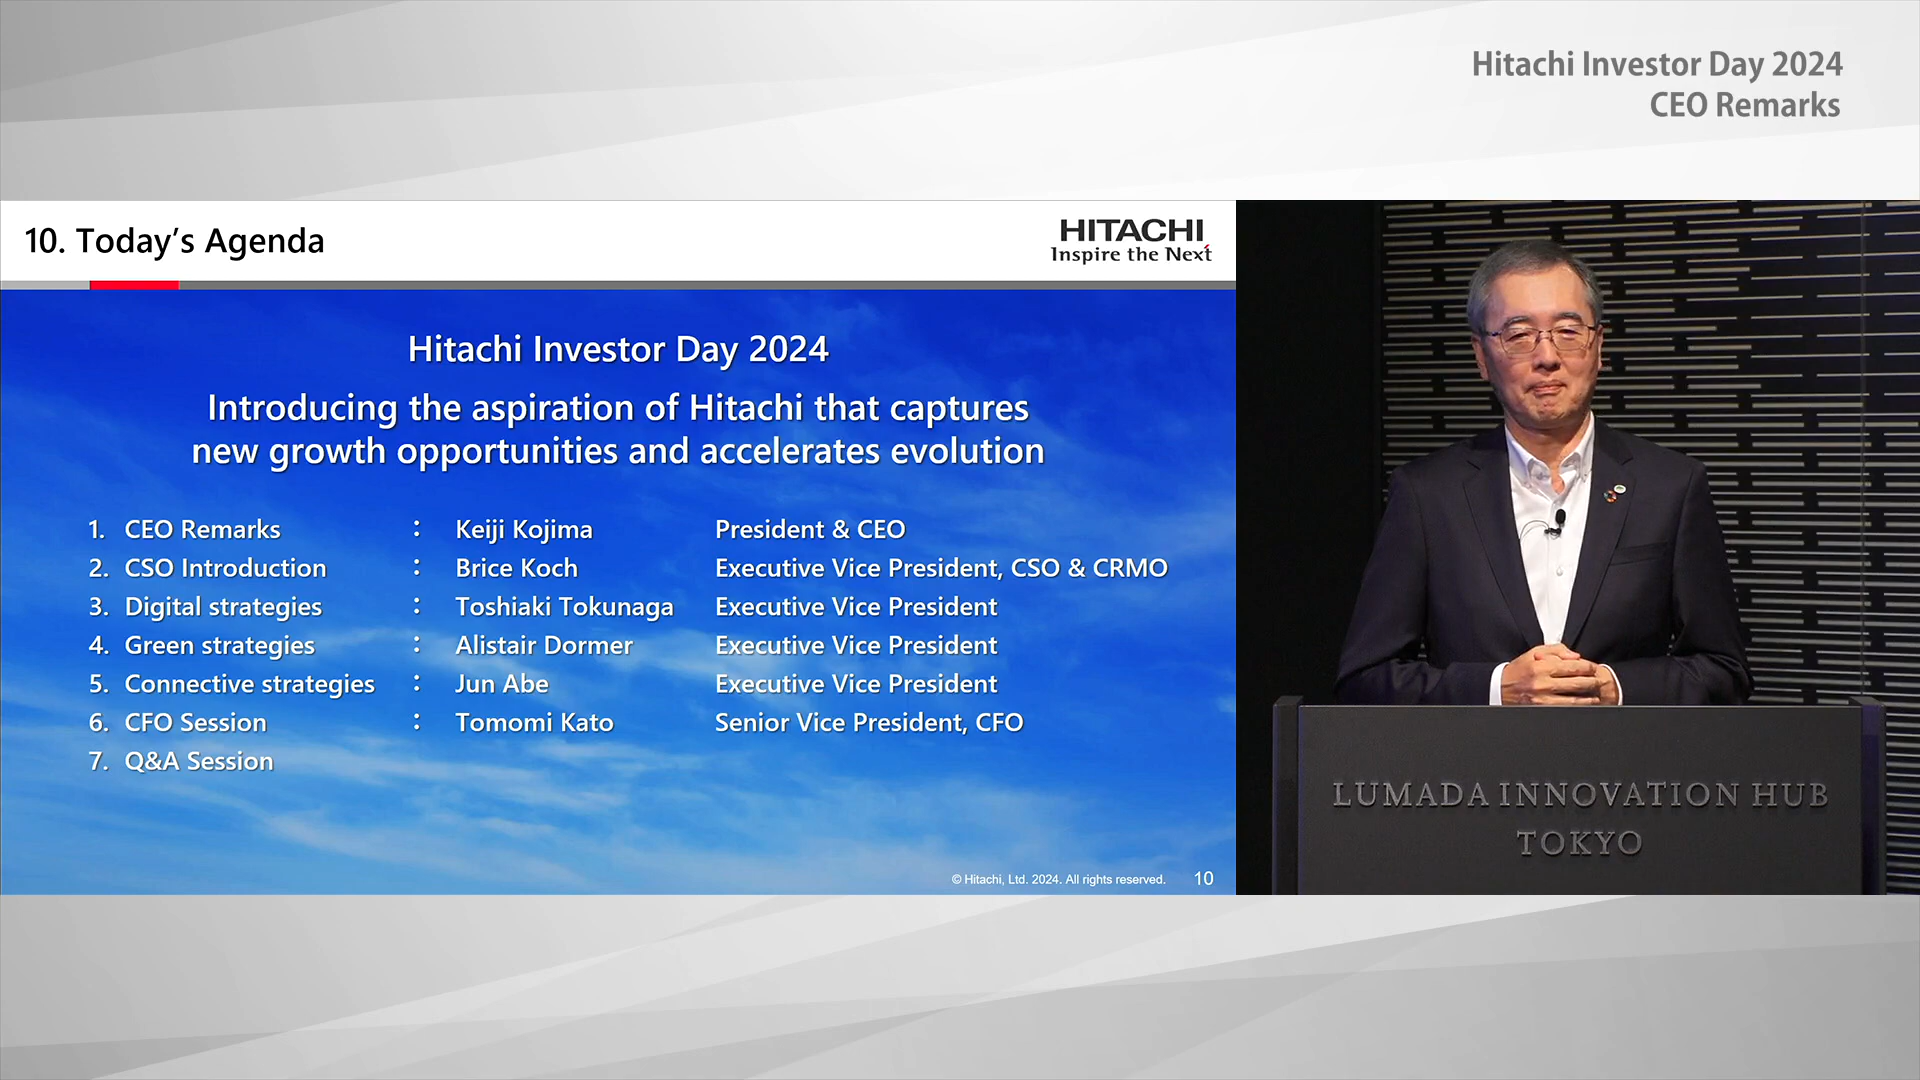 Hitachi Investor Day 2024
CEO Remarks
10. Today's Agenda
HITACHI
Inspire the Next
Hitachi Investor Day 2024
Introducing the aspiration of Hitachi that captures
new growth opportunities and accelerates evolution
1. CEO Remarks : Keiji Kojima President & CEO
2. CSO Introduction : Brice Koch Executive Vice President, CSO & CRMO
3. Digital strategies : Toshiaki Tokunaga Executive Vice President
4. Green strategies : Alistair Dormer Executive Vice President
5. Connective strategies : Jun Abe Executive Vice President
6. CFO Session : Tomomi Kato Senior Vice President, CFO
7. Q&A Session
© Hitachi, Ltd. 2024. All rights reserved. 10
LUMADA INNOVATION HUB
TOKYO